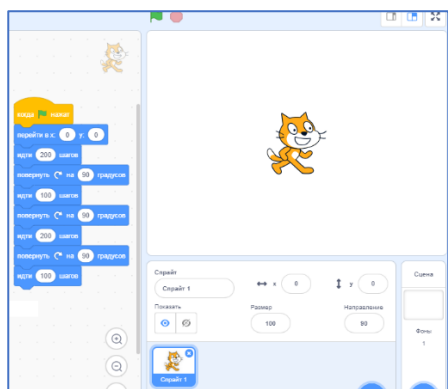 когда нажат
перейти в x: 0 y: 0
идти 200 шагов
повернуть на 90 градусов
идти 100 шагов
повернуть на 90 градусов
идти 200 шагов
повернуть на 90 градусов
идти 100 шагов
Спрайт
Спрайт 1
x 0
y 0
Показать
Размер
100
Направление
90
Спрайт 1
Сцена
Фоны
1